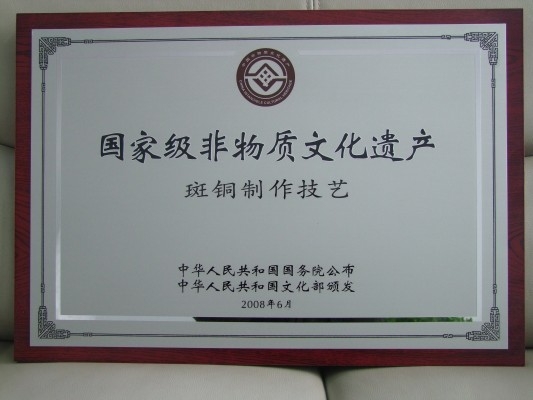 国家级非物质文化遗产
斑铜制作技艺
中华人民共和国国务院公布
中华人民共和国文化部颁发
2008年6月